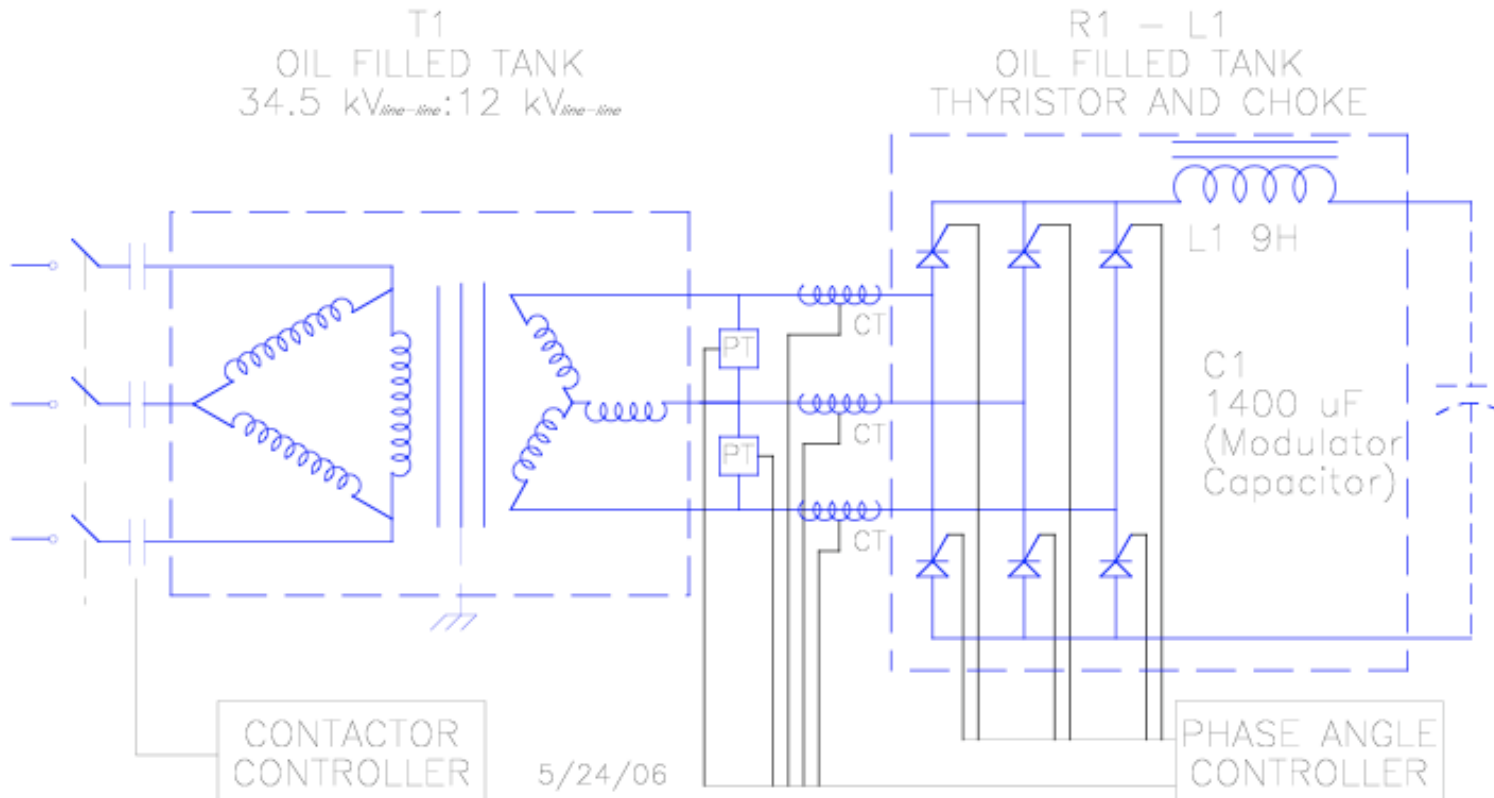 T1
OIL FILLED TANK
34.5 kVline-line:12 kVline-line
R1 - L1
OIL FILLED TANK
THYRISTOR AND CHOKE
L1 9H
CT
PT
C1
1400 uF
(Modulator
Capacitor)
CT
PT
CT
CONTACTOR
CONTROLLER
5/24/06
PHASE ANGLE
CONTROLLER